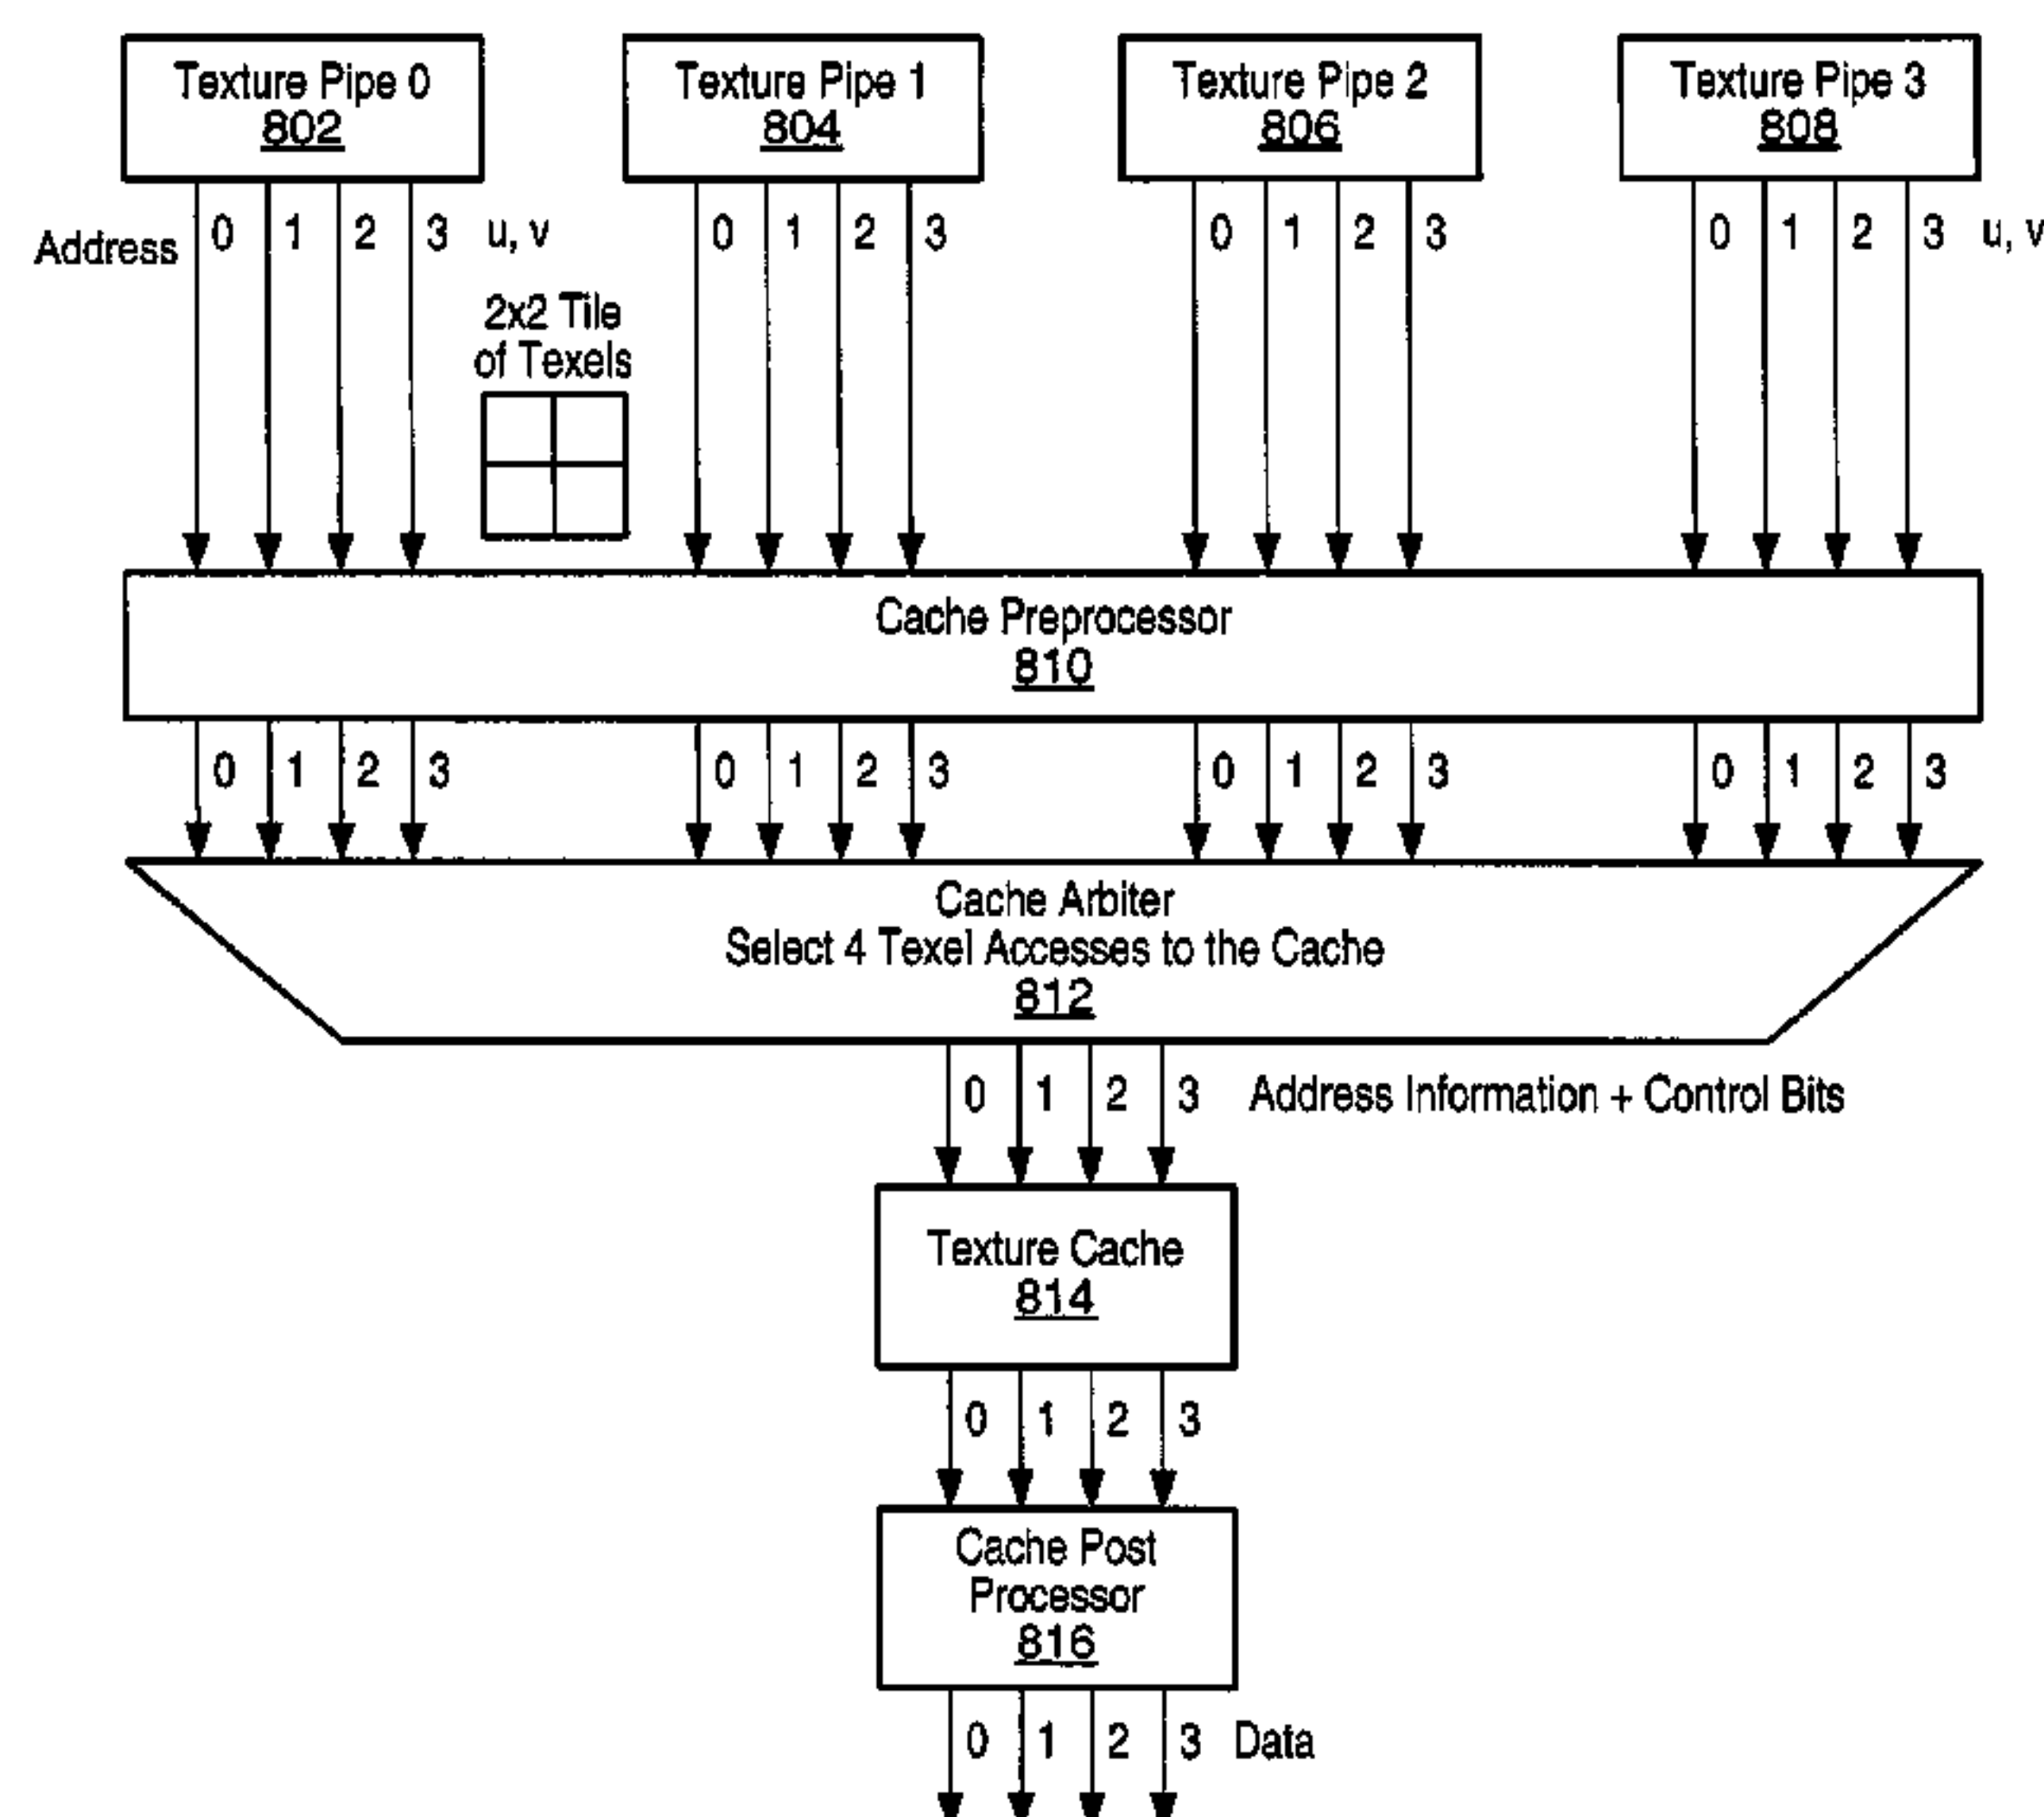 Texture Pipe 0
802
Texture Pipe 1
804
Texture Pipe 2
806
Texture Pipe 3
808
Address 0 1 2 3 u, v
0 1 2 3
0 1 2 3
0 1 2 3 u, v
2x2 Tile
of Texels
Cache Preprocessor
810
0 1 2 3
0 1 2 3
0 1 2 3
0 1 2 3
Cache Arbiter
Select 4 Texel Accesses to the Cache
812
0 1 2 3 Address Information + Control Bits
Texture Cache
814
0 1 2 3
Cache Post
Processor
816
0 1 2 3 Data